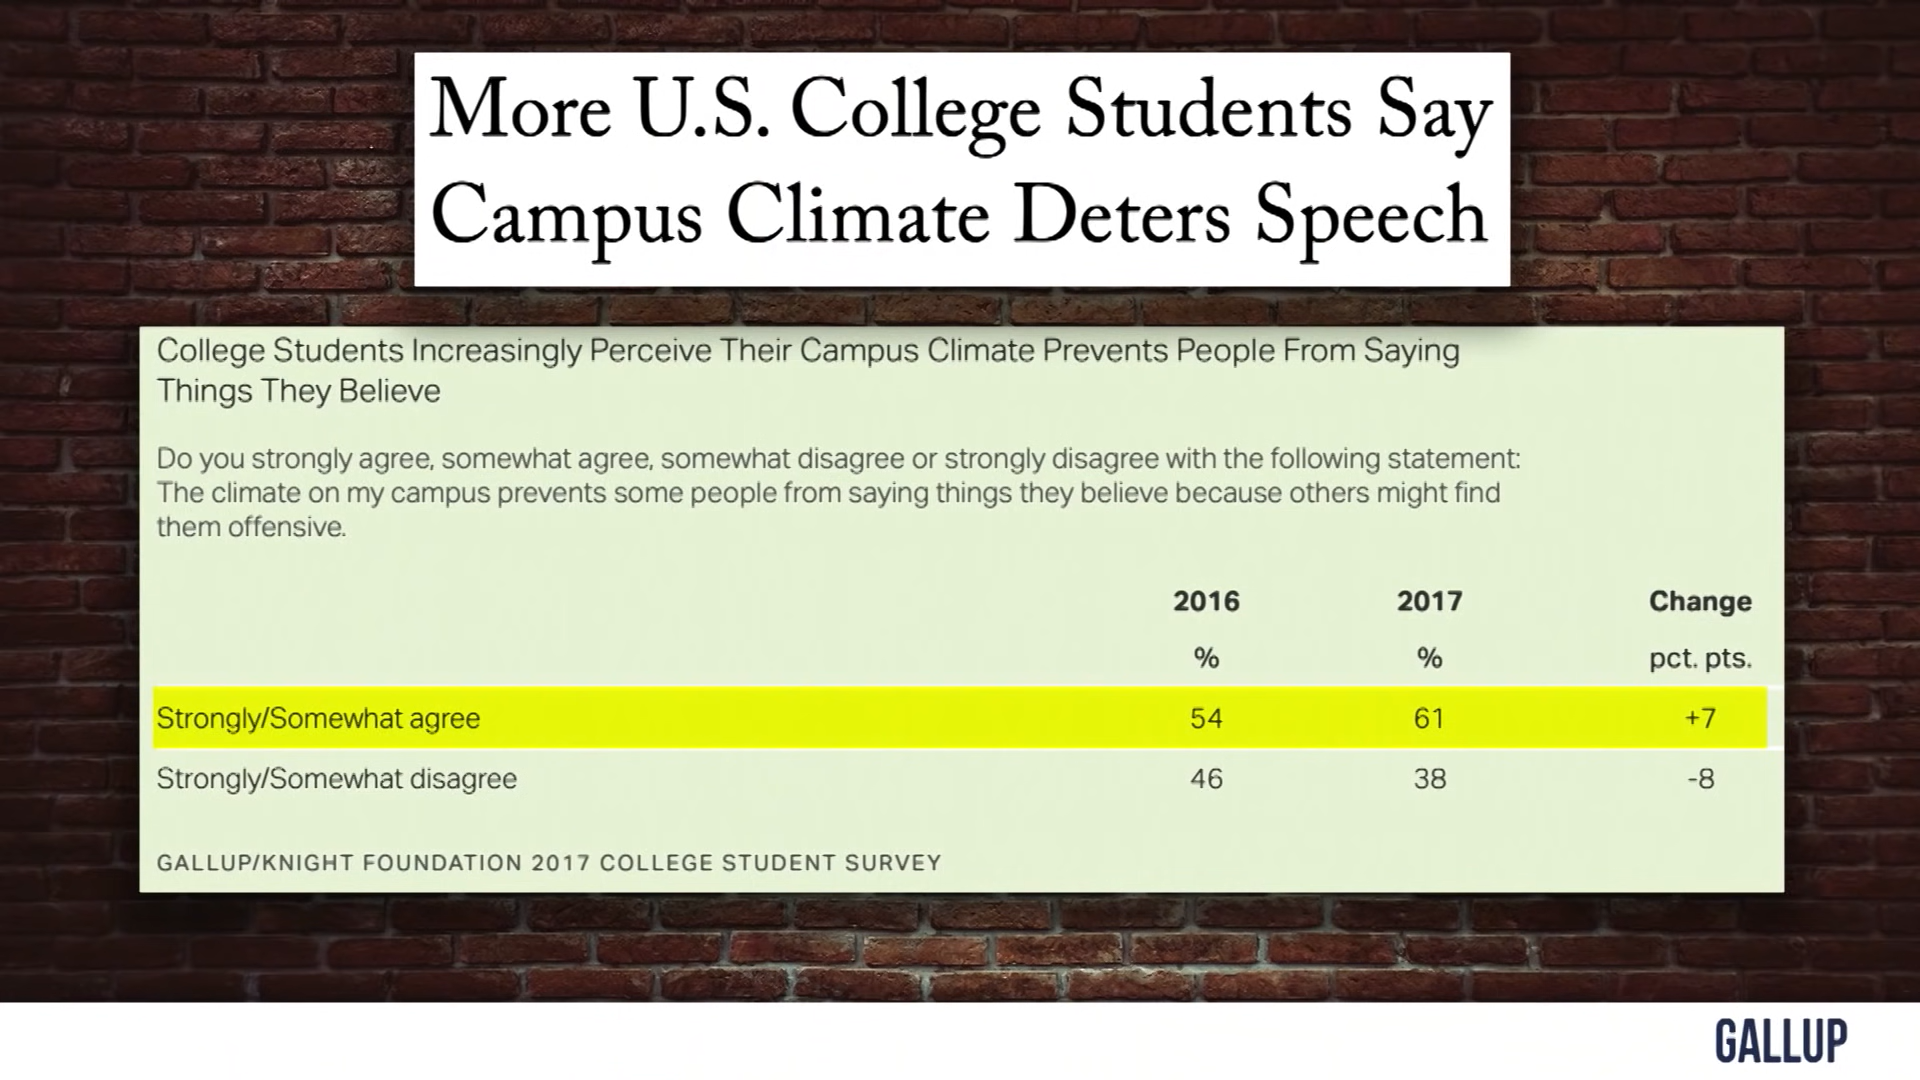 More U.S. College Students Say
Campus Climate Deters Speech
College Students Increasingly Perceive Their Campus Climate Prevents People From Saying
Things They Believe
Do you strongly agree, somewhat agree, somewhat disagree or strongly disagree with the following statement:
The climate on my campus prevents some people from saying things they believe because others might find
them offensive.
2016 2017 Change
% % pct. pts.
Strongly/Somewhat agree 54 61 +7
Strongly/Somewhat disagree 46 38 -8
GALLUP/KNIGHT FOUNDATION 2017 COLLEGE STUDENT SURVEY
GALLUP